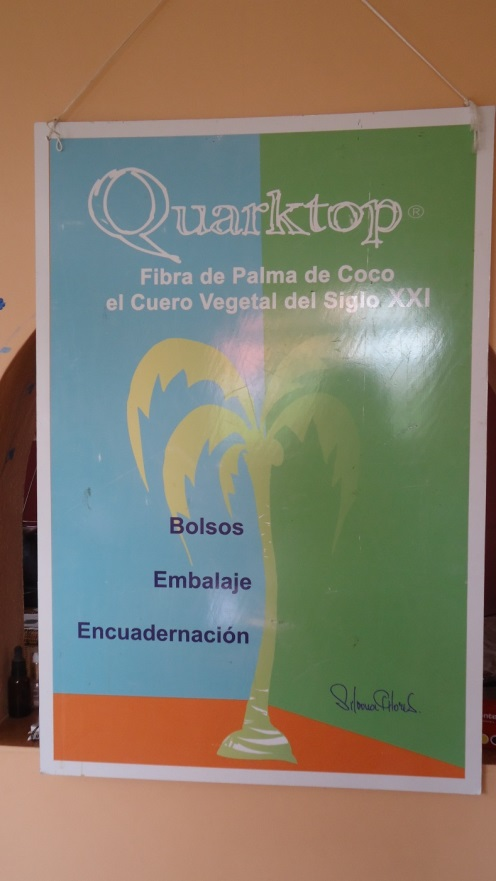 Quarktop®
Fibra de Palma de Coco
el Cuero Vegetal del Siglo XXI
Bolsos
Embalaje
Encuadernación